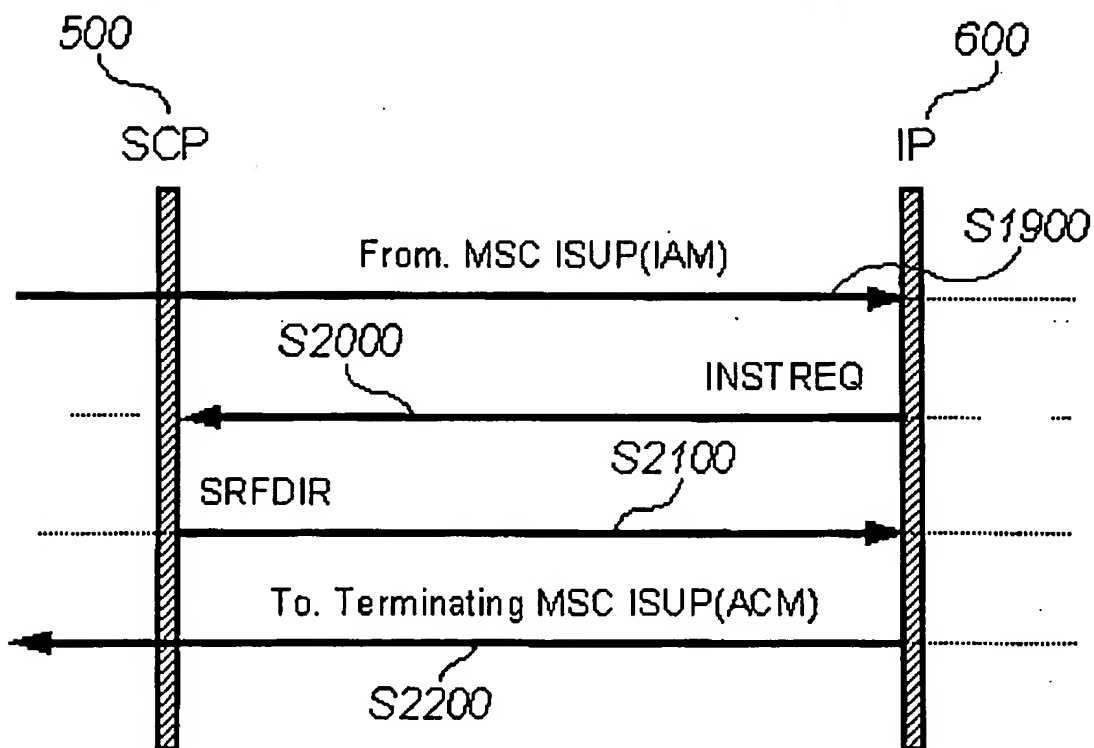 500
600
SCP
IP
S1900
From. MSC ISUP(IAM)
S2000
INSTREQ
S2100
SRFDIR
To. Terminating MSC ISUP(ACM)
S2200